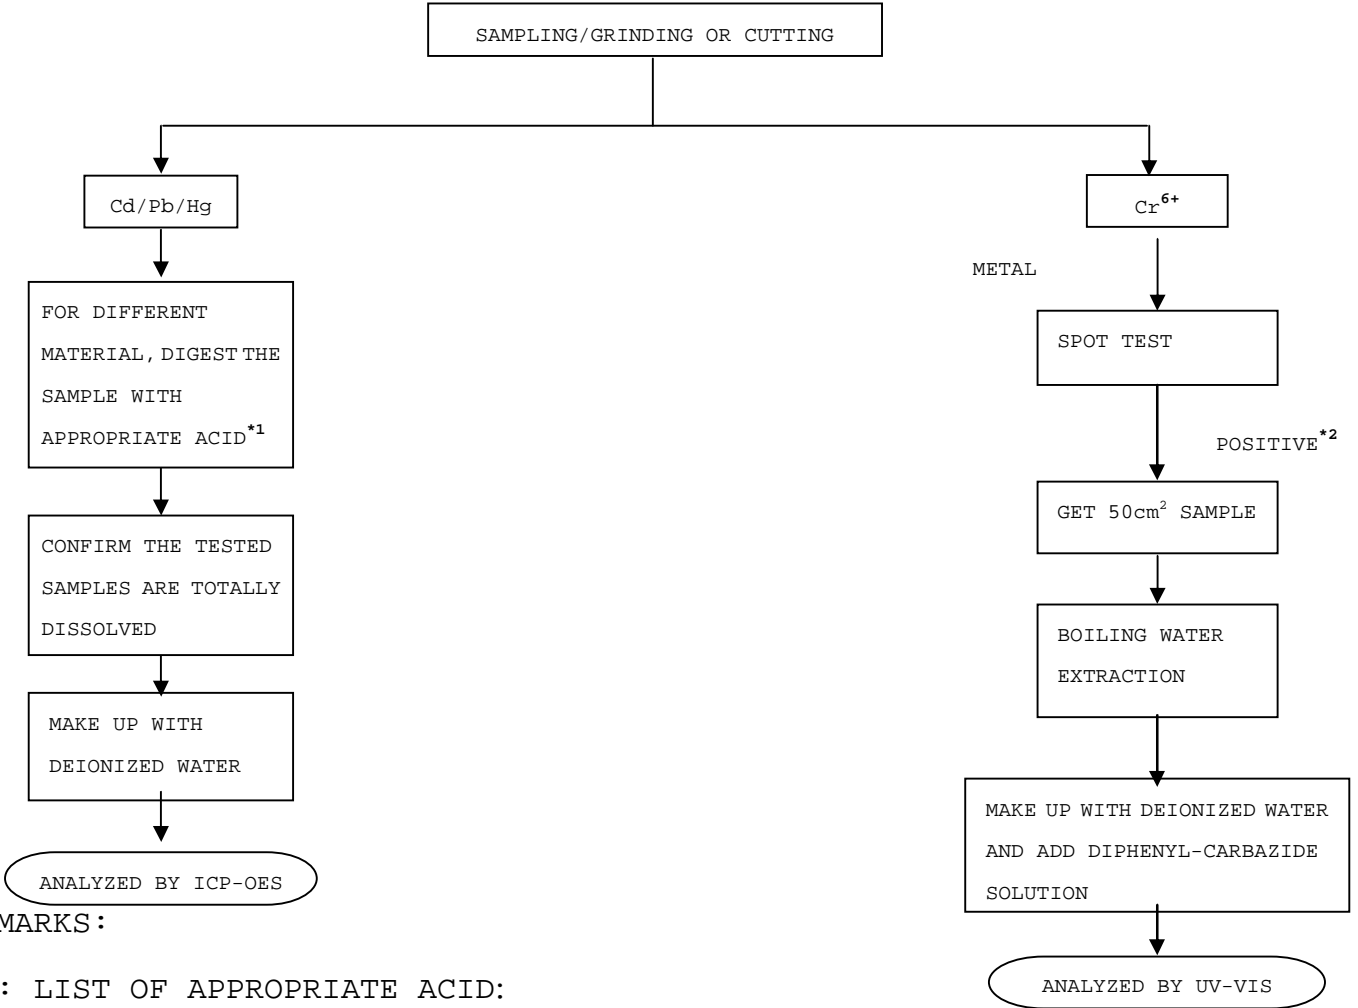 SAMPLING/GRINDING OR CUTTING
Cd/Pb/Hg
FOR DIFFERENT
MATERIAL, DIGEST THE
SAMPLE WITH
APPROPRIATE ACID*1
CONFIRM THE TESTED
SAMPLES ARE TOTALLY
DISSOLVED
MAKE UP WITH
DEIONIZED WATER
ANALYZED BY ICP-OES
Cr6+
METAL
SPOT TEST
POSITIVE*2
GET 50cm2 SAMPLE
BOILING WATER
EXTRACTION
MAKE UP WITH DEIONIZED WATER
AND ADD DIPHENYL-CARBAZIDE
SOLUTION
ANALYZED BY UV-VIS
MARKS:
: LIST OF APPROPRIATE ACID: